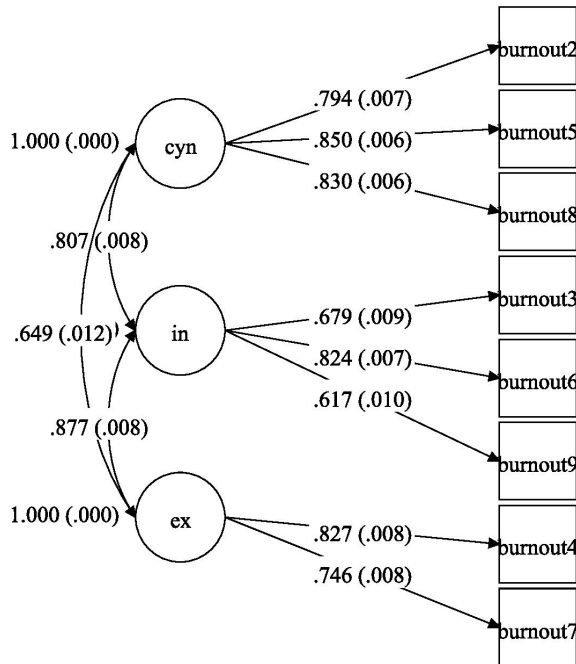 burnout2
.794 (.007)
1.000 (.000)
cyn
.850 (.006)
burnout5
.830 (.006)
burnout8
.807 (.008)
.679 (.009)
burnout3
.649 (.012)
in
.824 (.007)
burnout6
.617 (.010)
.877 (.008)
burnout9
1.000 (.000)
ex
.827 (.008)
burnout4
.746 (.008)
burnout7